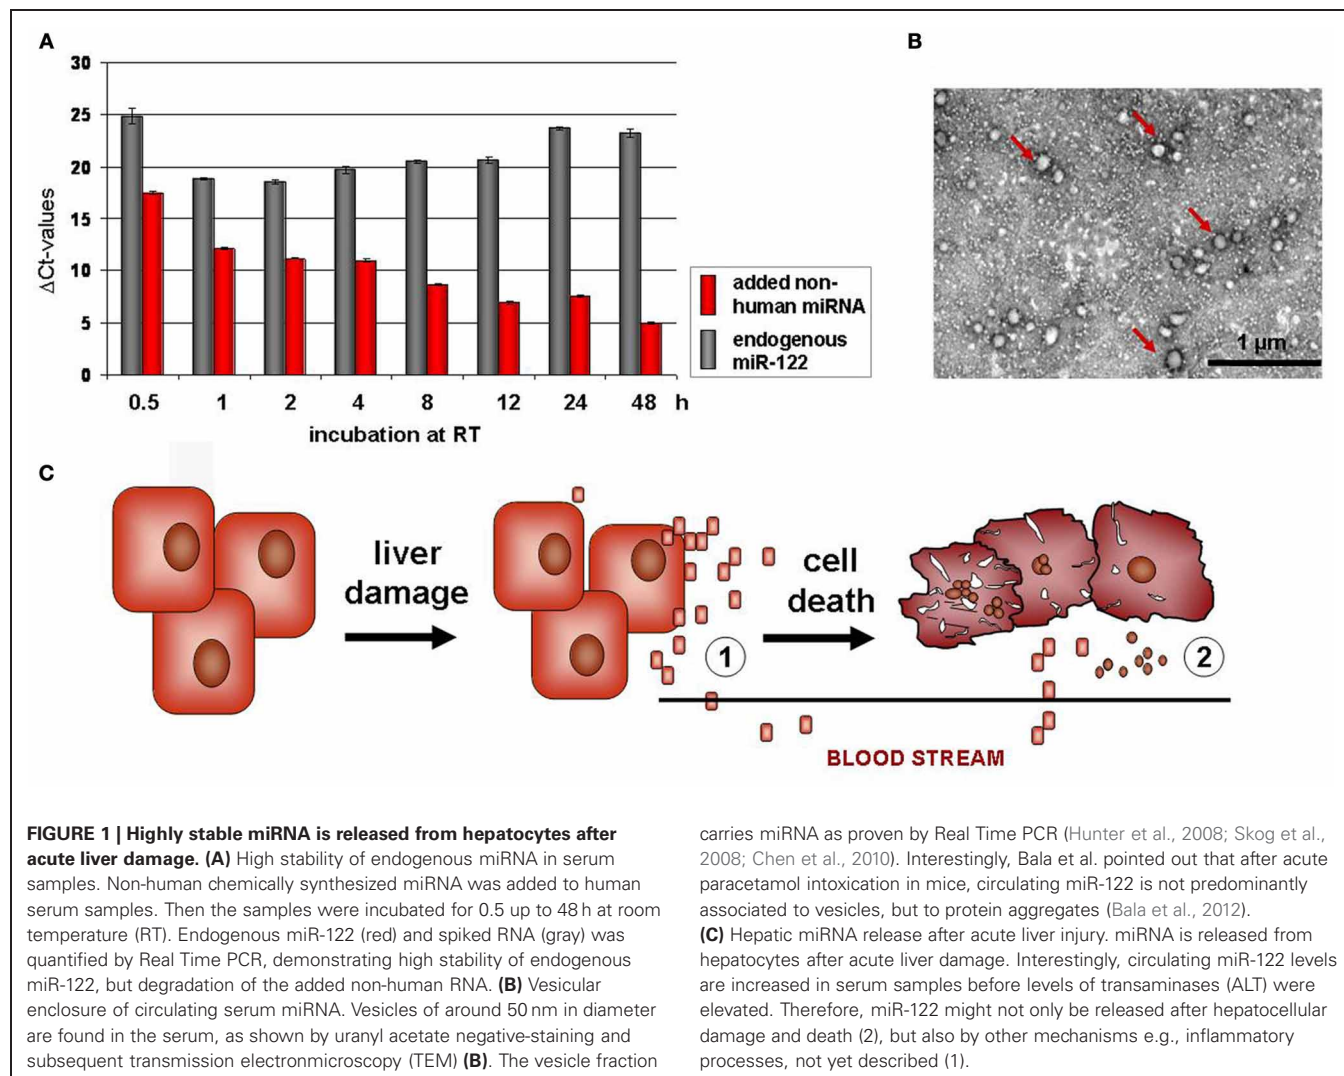 A
30
25
20
15
10
5
0
ΔCt-values
0.5 1 2 4 8 12 24 48 h
incubation at RT
added non-
human miRNA
endogenous
miR-122
B
1 µm
C
liver
damage
1
cell
death
2
BLOOD STREAM
FIGURE 1 | Highly stable miRNA is released from hepatocytes after
acute liver damage. (A) High stability of endogenous miRNA in serum
samples. Non-human chemically synthesized miRNA was added to human
serum samples. Then the samples were incubated for 0.5 up to 48 h at room
temperature (RT). Endogenous miR-122 (red) and spiked RNA (gray) was
quantified by Real Time PCR, demonstrating high stability of endogenous
miR-122, but degradation of the added non-human RNA. (B) Vesicular
enclosure of circulating serum miRNA. Vesicles of around 50 nm in diameter
are found in the serum, as shown by uranyl acetate negative-staining and
subsequent transmission electronmicroscopy (TEM) (B). The vesicle fraction
carries miRNA as proven by Real Time PCR (Hunter et al., 2008; Skog et al.,
2008; Chen et al., 2010). Interestingly, Bala et al. pointed out that after acute
paracetamol intoxication in mice, circulating miR-122 is not predominantly
associated to vesicles, but to protein aggregates (Bala et al., 2012).
(C) Hepatic miRNA release after acute liver injury. miRNA is released from
hepatocytes after acute liver damage. Interestingly, circulating miR-122 levels
are increased in serum samples before levels of transaminases (ALT) were
elevated. Therefore, miR-122 might not only be released after hepatocellular
damage and death (2), but also by other mechanisms e.g., inflammatory
processes, not yet described (1).